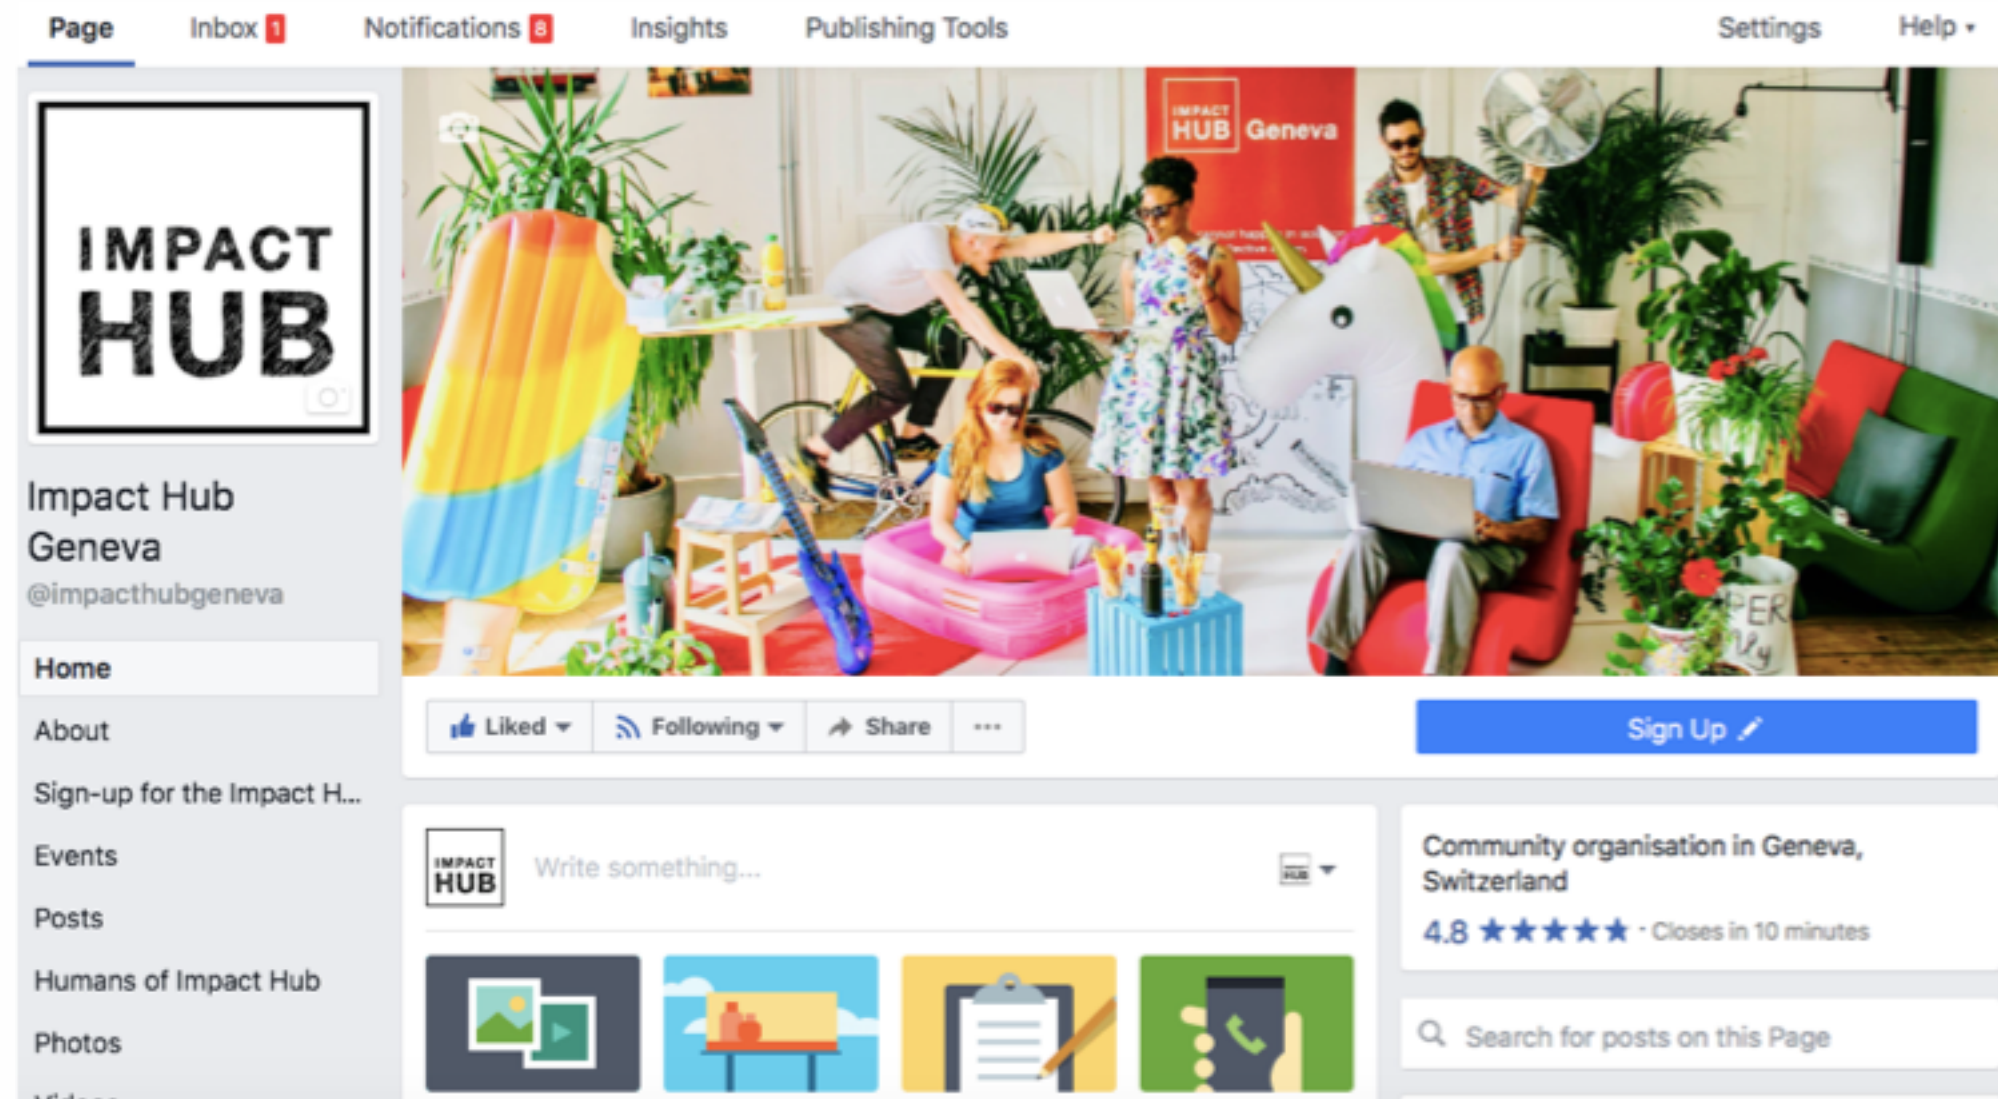 Page
Inbox 1
Notifications 8
Insights
Publishing Tools
Settings
Help
IMPACT
HUB
IMPACT
HUB Geneva
Impact Hub
Geneva
@impacthubgeneva
PER
Home
About
Sign-up for the Impact H...
Events
Posts
Humans of Impact Hub
Photos
Videos
Liked
Following
Share
Sign Up
IMPACT
HUB
Write something...
HUB
Community organisation in Geneva,
Switzerland
4.8 ★★★★★ · Closes in 10 minutes
Search for posts on this Page